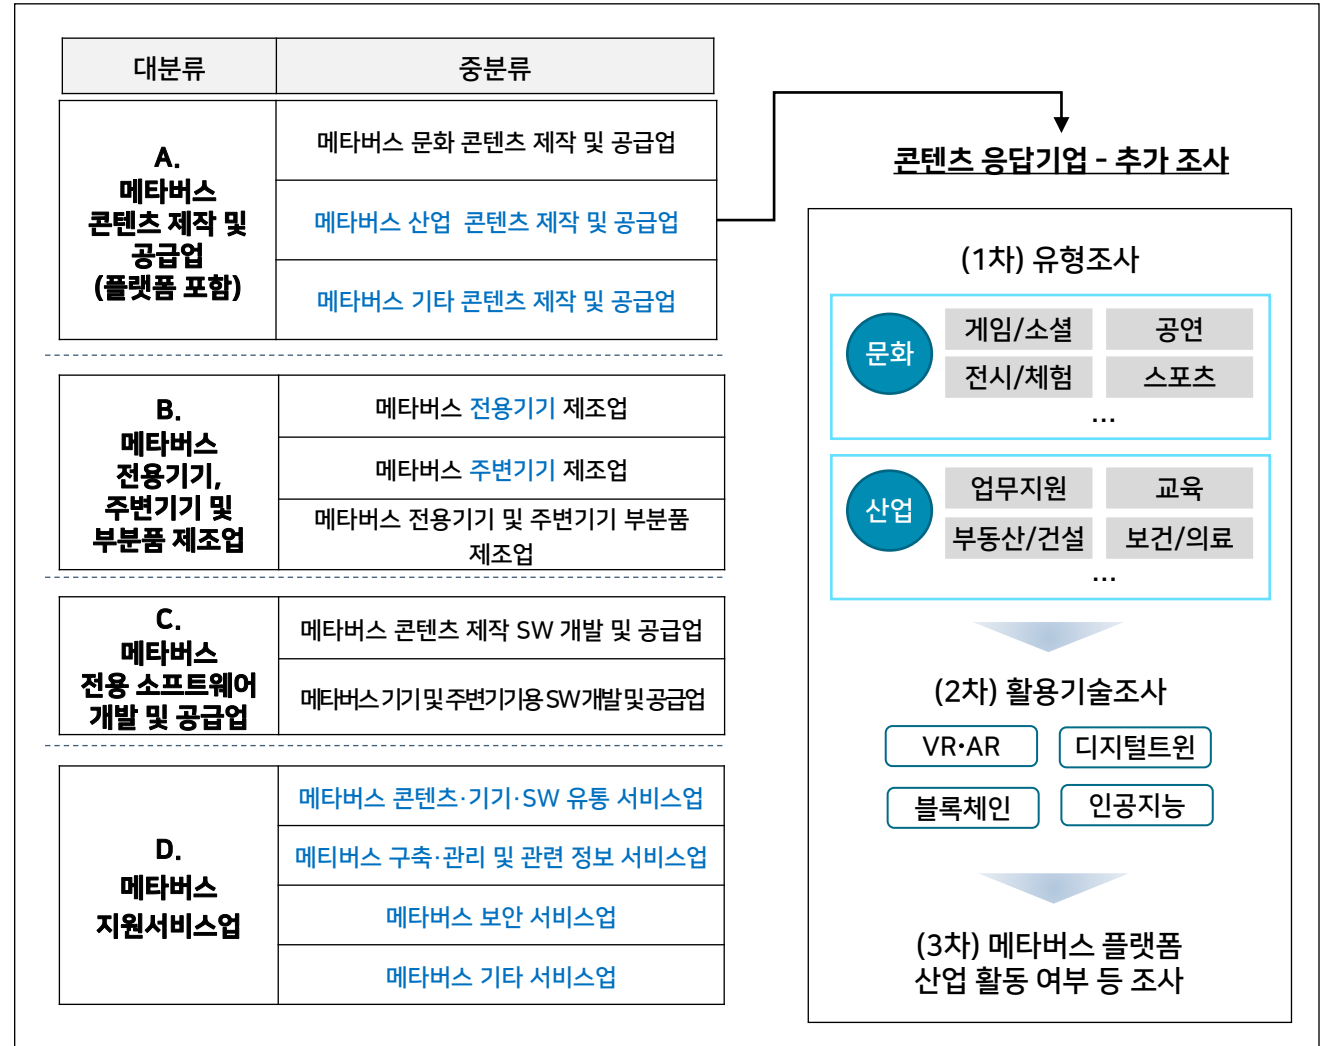 대분류
중분류
A.
메타버스
콘텐츠 제작 및
공급업
(플랫폼 포함)
메타버스 문화 콘텐츠 제작 및 공급업
메타버스 산업 콘텐츠 제작 및 공급업
메타버스 기타 콘텐츠 제작 및 공급업
B.
메타버스
전용기기,
주변기기 및
부분품 제조업
메타버스 전용기기 제조업
메타버스 주변기기 제조업
메타버스 전용기기 및 주변기기 부분품
제조업
C.
메타버스
전용 소프트웨어
개발 및 공급업
메타버스 콘텐츠 제작 SW 개발 및 공급업
메타버스 기기 및 주변기기용 SW 개발 및 공급업
D.
메타버스
지원서비스업
메타버스 콘텐츠·기기·SW 유통 서비스업
메티버스 구축·관리 및 관련 정보 서비스업
메타버스 보안 서비스업
메타버스 기타 서비스업
콘텐츠 응답기업 - 추가 조사
(1차) 유형조사
문화
게임/소셜
공연
전시/체험
스포츠
...
산업
업무지원
교육
부동산/건설
보건/의료
...
(2차) 활용기술조사
VR·AR
디지털트윈
블록체인
인공지능
(3차) 메타버스 플랫폼
산업 활동 여부 등 조사